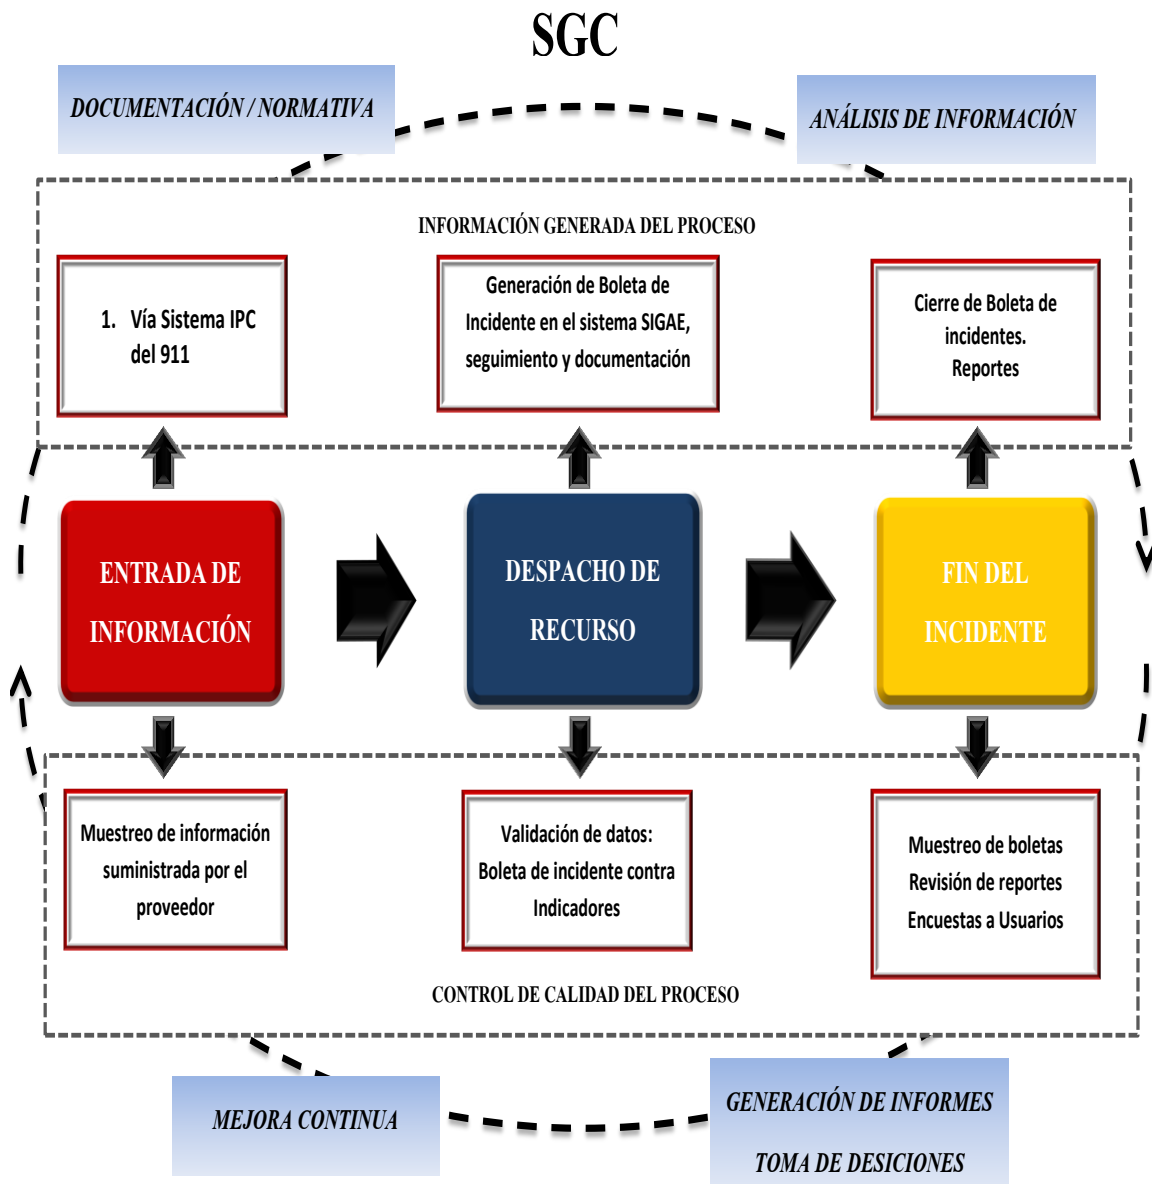 SGC
DOCUMENTACIÓN / NORMATIVA
ANÁLISIS DE INFORMACIÓN
INFORMACIÓN GENERADA DEL PROCESO
1. Vía Sistema IPC
del 911
Generación de Boleta de
Incidente en el sistema SIGAE,
seguimiento y documentación
Cierre de Boleta de
incidentes.
Reportes
ENTRADA DE
INFORMACIÓN
DESPACHO DE
RECURSO
FIN DEL
INCIDENTE
Muestreo de información
suministrada por el
proveedor
Validación de datos:
Boleta de incidente contra
Indicadores
Muestreo de boletas
Revisión de reportes
Encuestas a Usuarios
CONTROL DE CALIDAD DEL PROCESO
MEJORA CONTINUA
GENERACIÓN DE INFORMES
TOMA DE DESICIONES